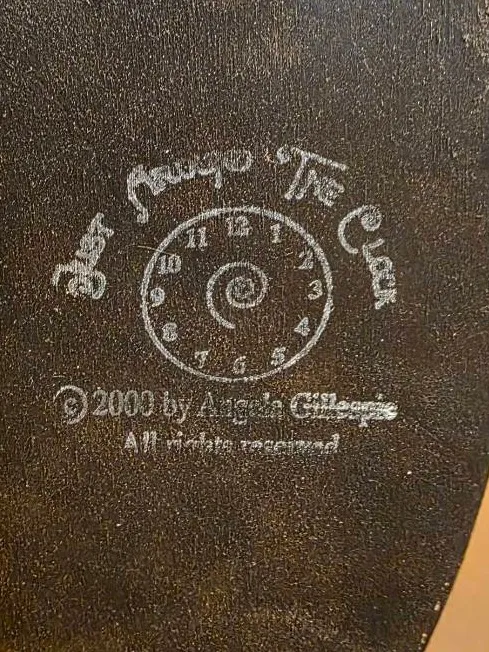 Just Around The Clock
11 12 1
10 2
9 3
8 4
7 6 5
© 2000 by Angela Gillespie
All rights reserved